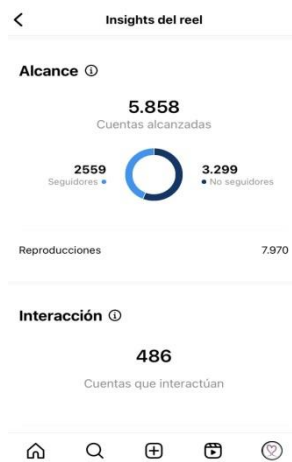 Insights del reel
Alcance
5.858
Cuentas alcanzadas
2559 3.299
Seguidores No seguidores
Reproducciones 7.970
Interacción
486
Cuentas que interactúan